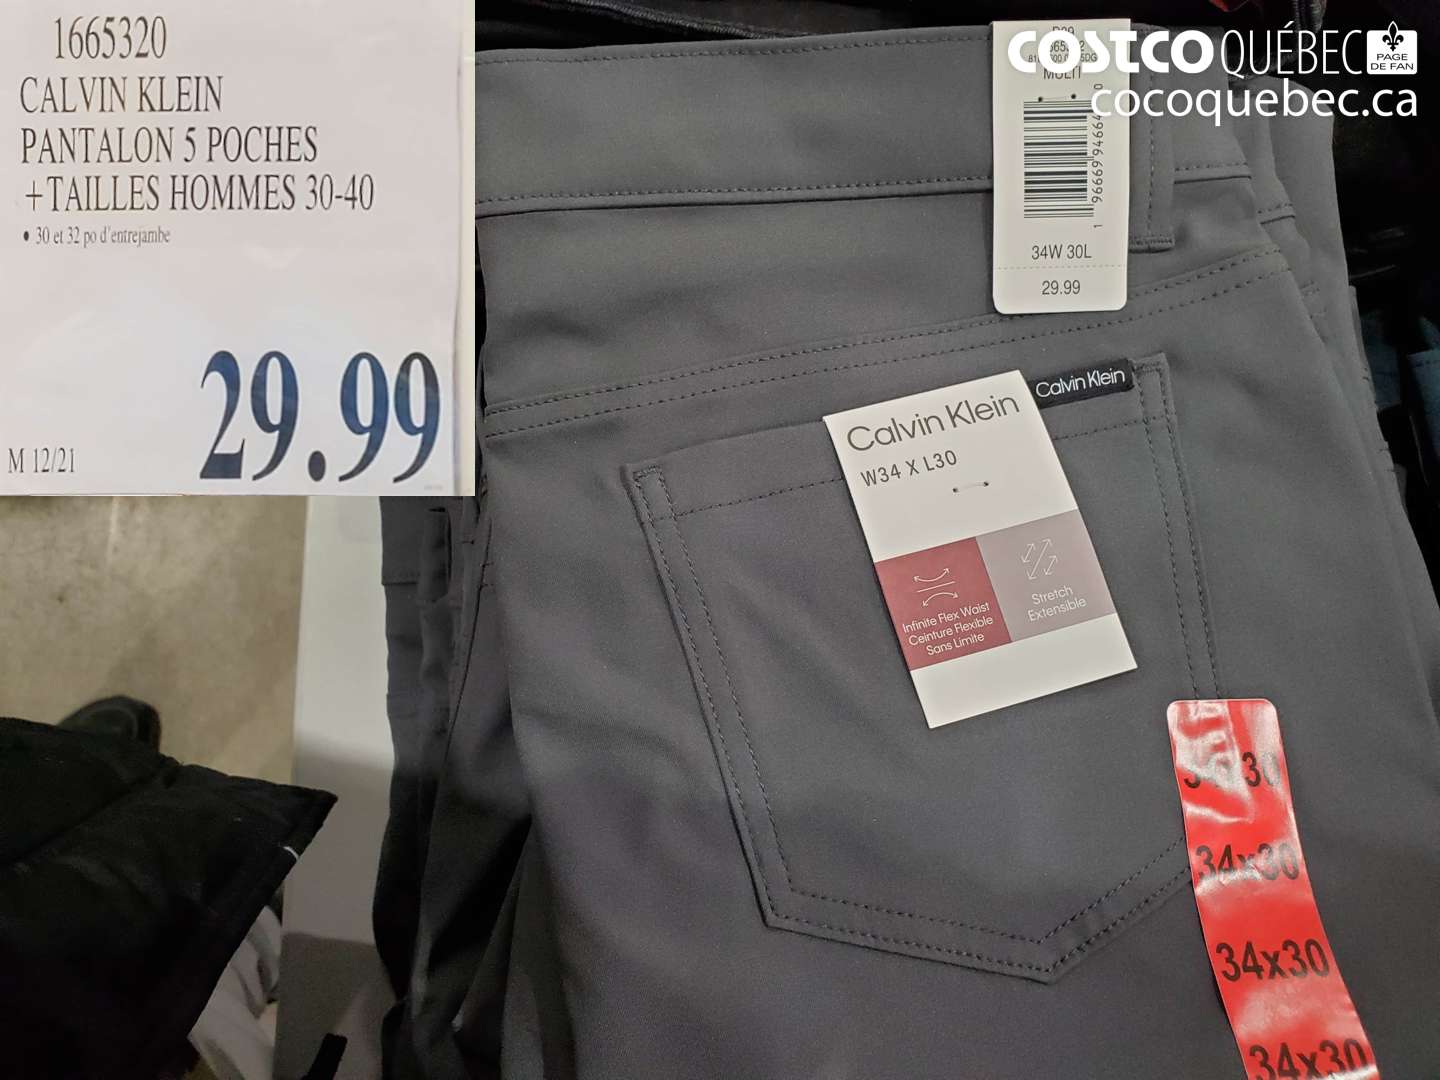 1665320
CALVIN KLEIN
PANTALON 5 POCHES
+TAILLES HOMMES 30-40
• 30 et 32 po d'entrejambe
29.99
M 12/21
COSTCO QUÉBEC
PAGE
DE FAN
cocoquebec.ca
MULTI
34W 30L
29.99
Calvin Klein
Calvin Klein
W34 X L30
Infinite Flex Waist
Ceinture Flexible
Sans Limite
Stretch
Extensible
34x30
34x30
34x30
34x30